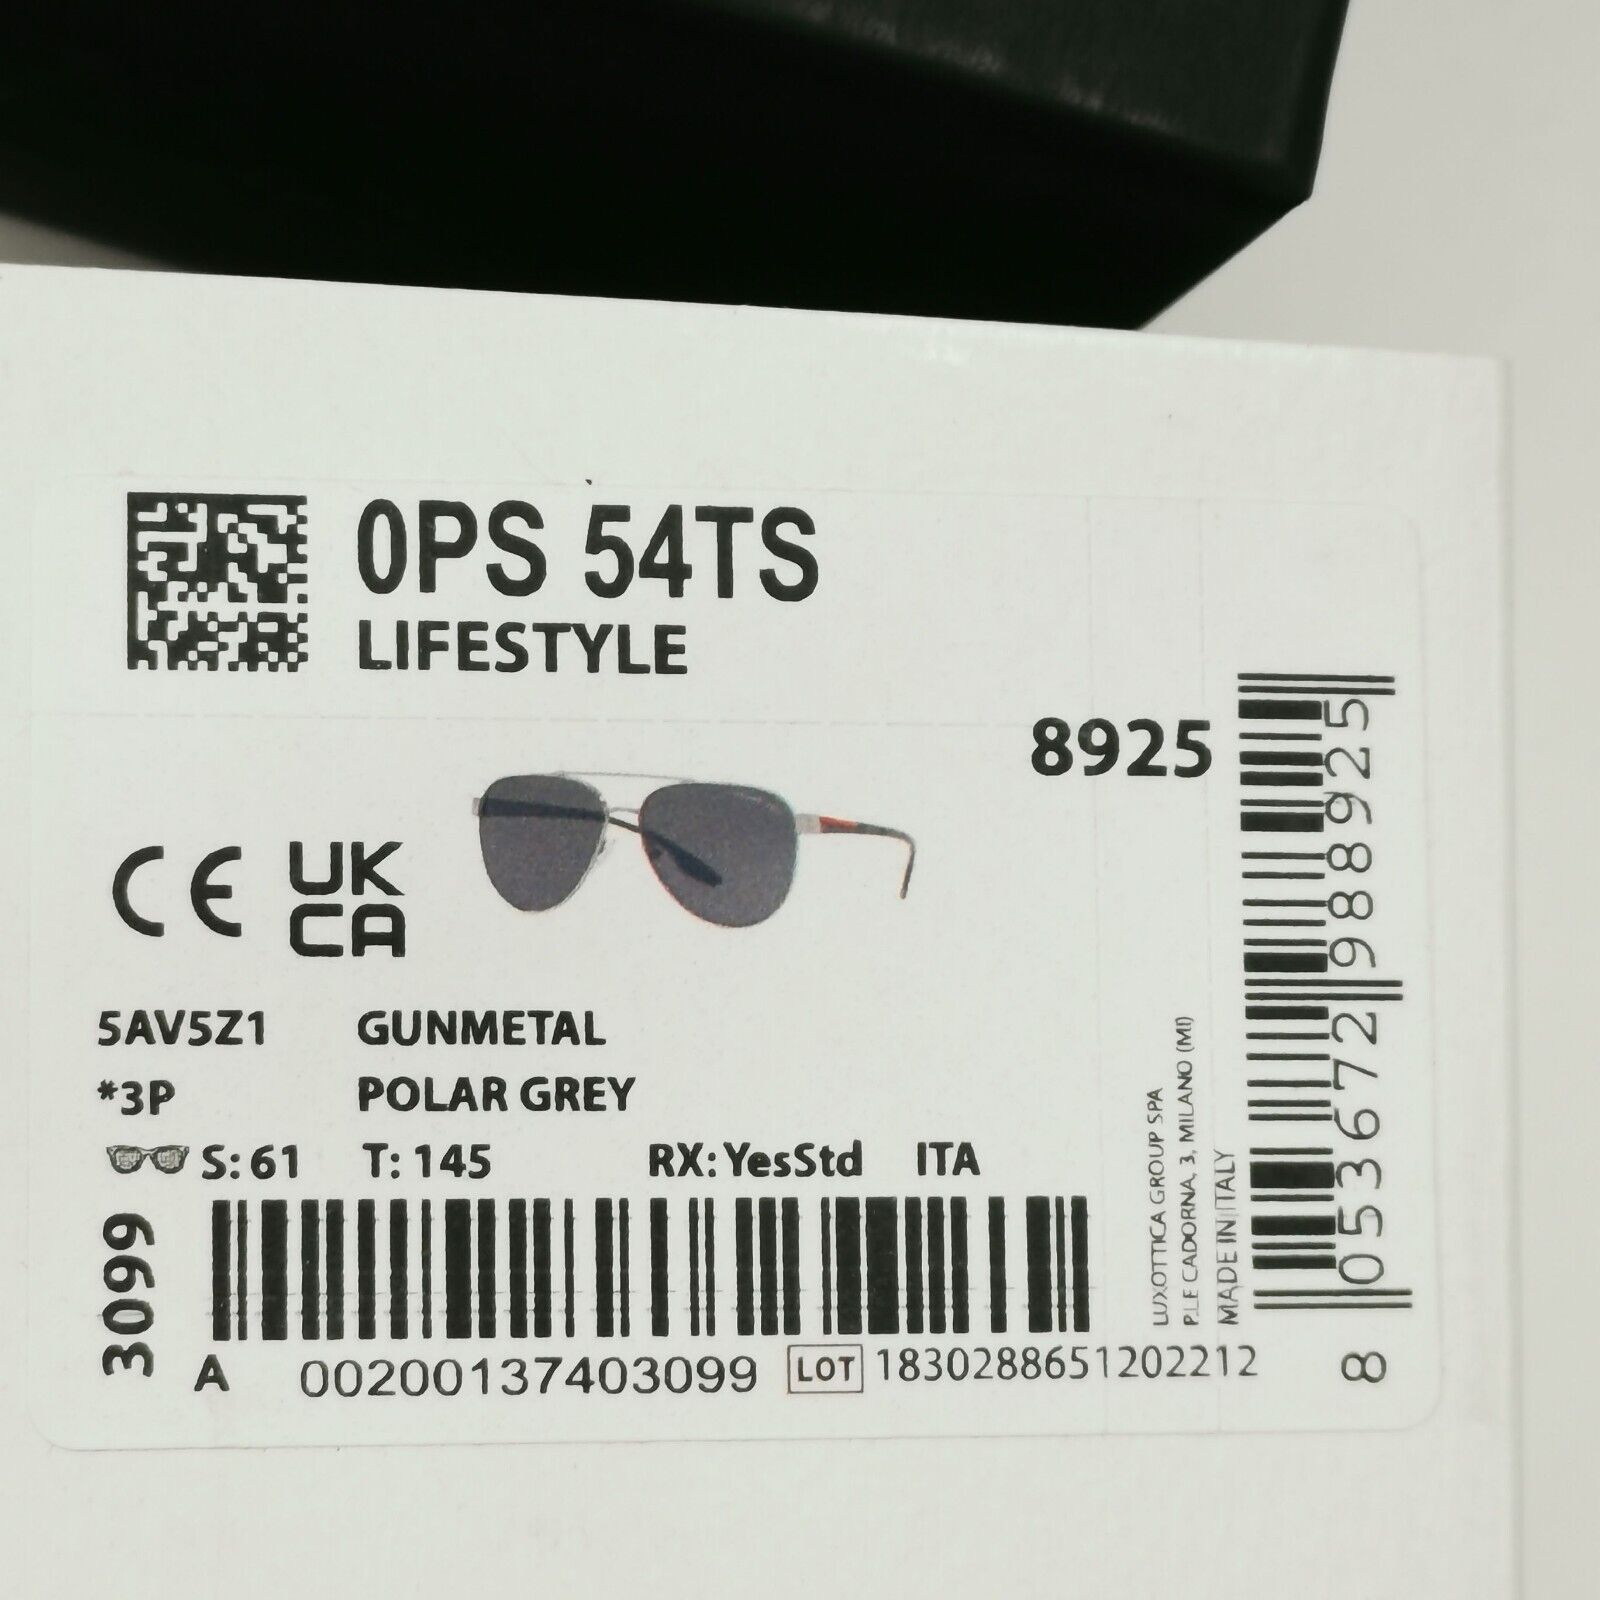 0PS 54TS
LIFESTYLE
8925
CE
UK
CA
5AV5Z1 GUNMETAL
*3P POLAR GREY
S: 61 T: 145 RX: YesStd ITA
3099
A 00200137403099 LOT 1830288651202212
LUXOTTICA GROUP SPA
P.LE CADORNA, 3, MILANO (MI)
MADE IN ITALY
8 053672 988925